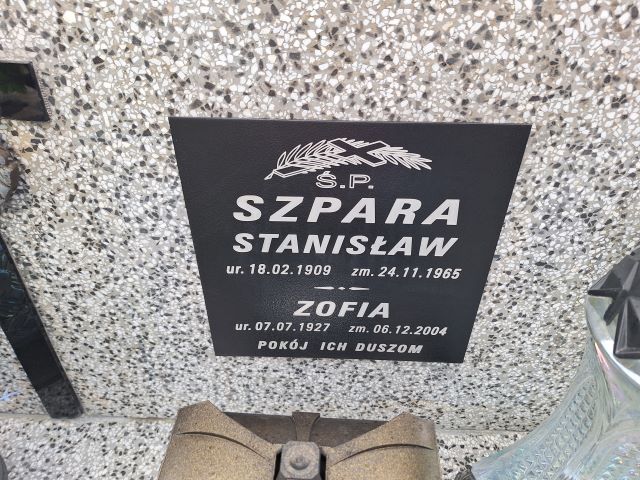 Ś.P.
SZPARA
STANISŁAW
ur. 18.02.1909 zm. 24.11.1965
ZOFIA
ur. 07.07.1927 zm. 06.12.2004
POKÓJ ICH DUSZOM